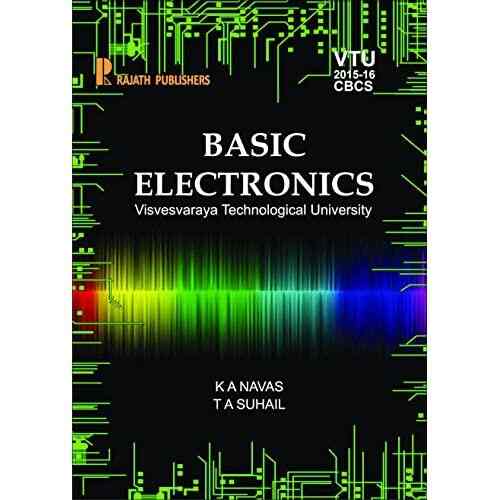 R
RAJATH PUBLISHERS
VTU
2015-16
CBCS
BASIC
ELECTRONICS
Visvesvaraya Technological University
K A NAVAS
T A SUHAIL